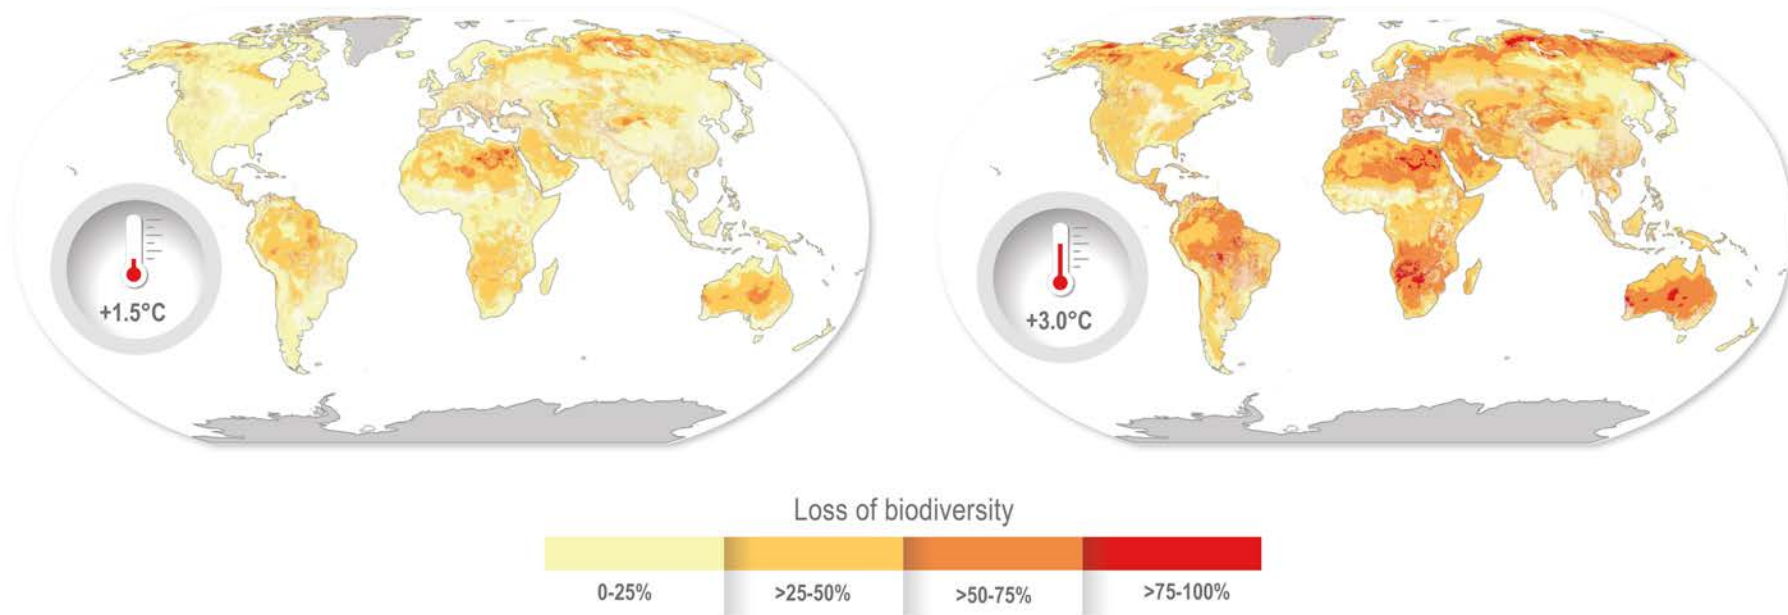 +1.5°C
+3.0°C
Loss of biodiversity
0-25%
>25-50%
>50-75%
>75-100%